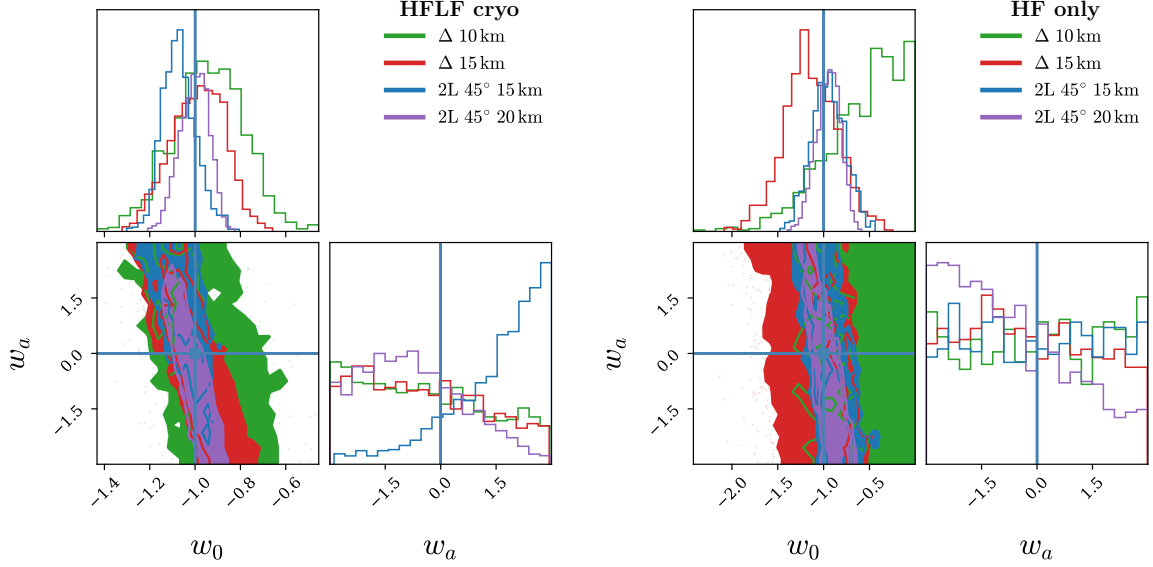 HFLF cryo
Δ 10 km
Δ 15 km
2L 45° 15 km
2L 45° 20 km
1.5
0.0
−1.5
w_a
−1.4
−1.2
−1.0
−0.8
−0.6
w_0
−1.5
0.0
1.5
w_a
HF only
Δ 10 km
Δ 15 km
2L 45° 15 km
2L 45° 20 km
1.5
0.0
−1.5
w_a
−2.0
−1.5
−1.0
−0.5
w_0
−1.5
0.0
1.5
w_a